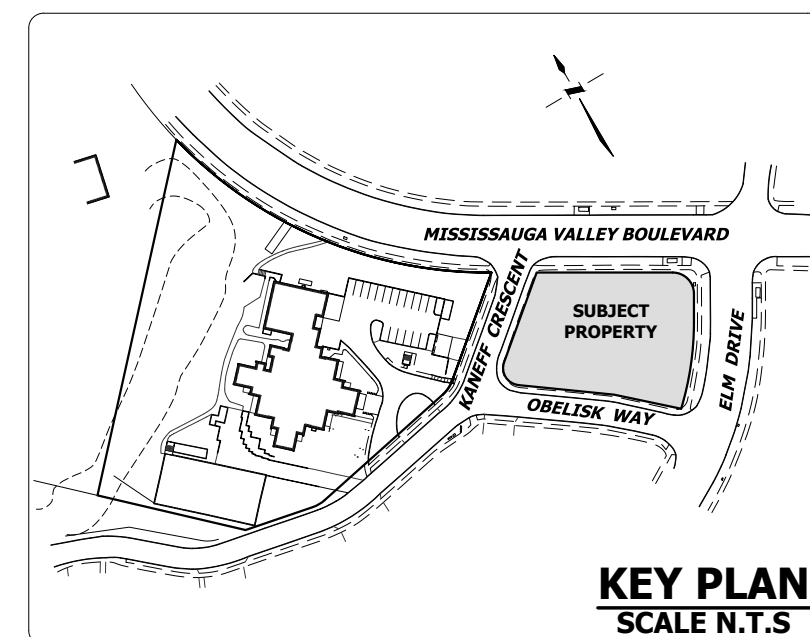 MISSISSAUGA VALLEY BOULEVARD
KANEFF CRESCENT
SUBJECT
PROPERTY
ELM DRIVE
OBELISK WAY
KEY PLAN
SCALE N.T.S